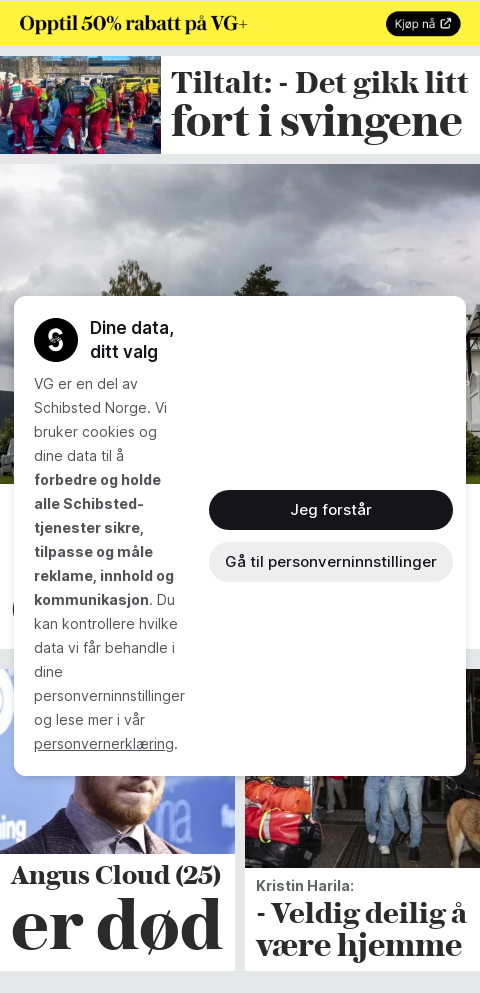 Opptil 50% rabatt på VG+
Kjøp nå
Tiltalt: - Det gikk litt
fort i svingene
Dine data,
ditt valg
VG er en del av
Schibsted Norge. Vi
bruker cookies og
dine data til å
forbedre og holde
alle Schibsted-
tjenester sikre,
tilpasse og måle
reklame, innhold og
kommunikasjon. Du
kan kontrollere hvilke
data vi får behandle i
dine
personverninnstillinger
og lese mer i vår
personvernerklæring.
Jeg forstår
Gå til personverninnstillinger
Angus Cloud (25)
er død
Kristin Harila:
- Veldig deilig å
være hjemme